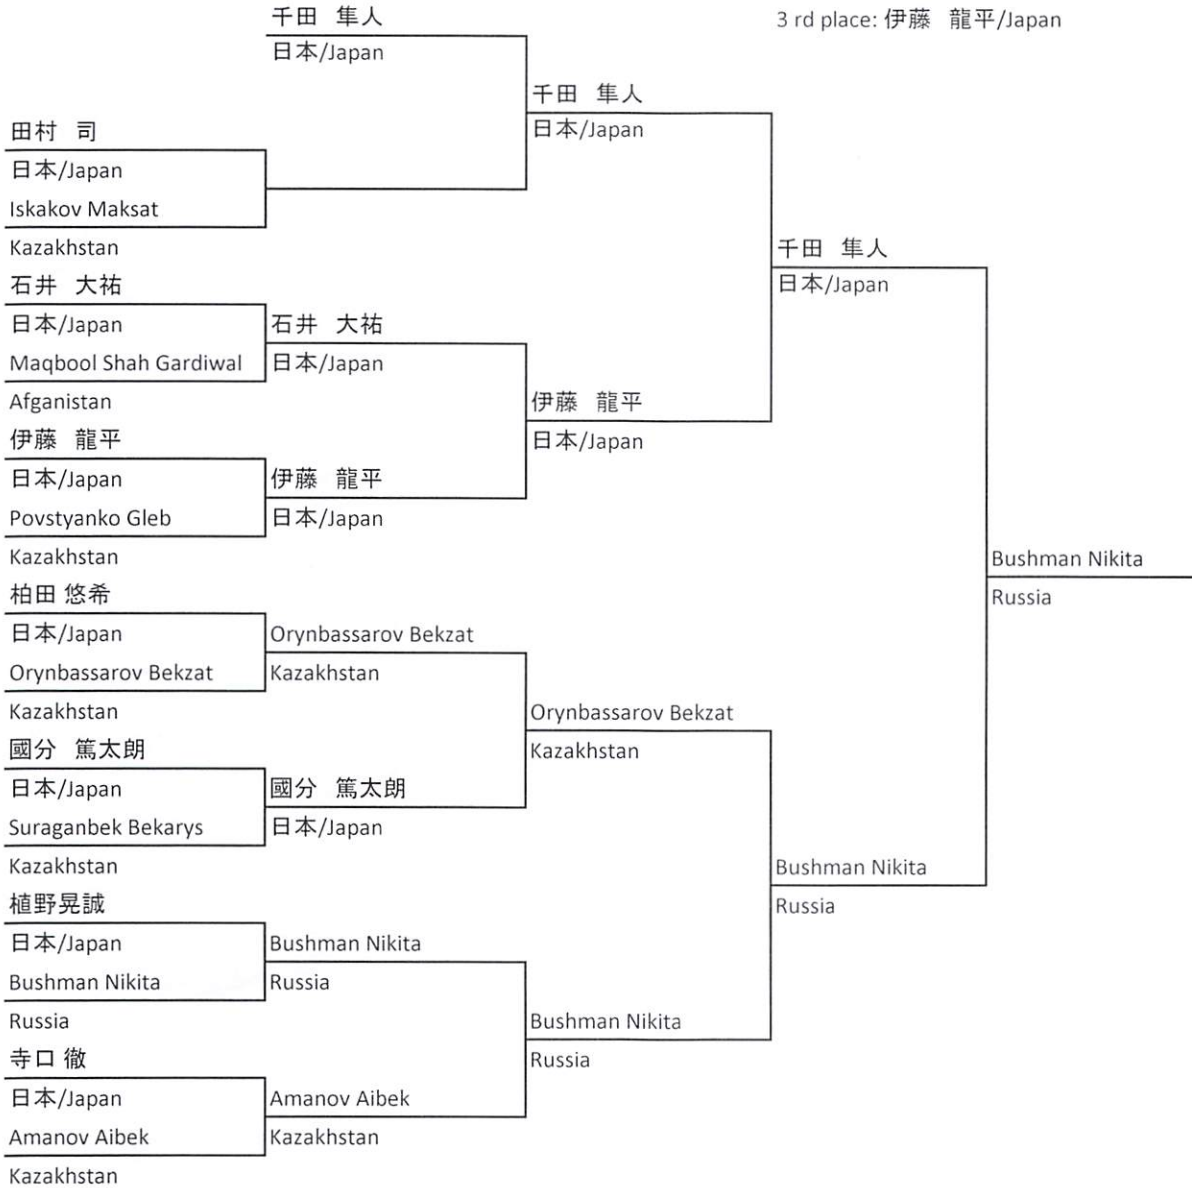 千田 隼人
日本/Japan
3 rd place: 伊藤 龍平/Japan
千田 隼人
日本/Japan
田村 司
日本/Japan
Iskakov Maksat
Kazakhstan
千田 隼人
日本/Japan
石井 大祐
日本/Japan
Maqbool Shah Gardiwal
Afganistan
石井 大祐
日本/Japan
伊藤 龍平
日本/Japan
伊藤 龍平
日本/Japan
Povstyanko Gleb
Kazakhstan
伊藤 龍平
日本/Japan
Bushman Nikita
Russia
柏田 悠希
日本/Japan
Orynbassarov Bekzat
Kazakhstan
Orynbassarov Bekzat
Kazakhstan
Orynbassarov Bekzat
Kazakhstan
國分 篤太朗
日本/Japan
Suraganbek Bekarys
Kazakhstan
國分 篤太朗
日本/Japan
Bushman Nikita
Russia
植野晃誠
日本/Japan
Bushman Nikita
Russia
Bushman Nikita
Russia
Bushman Nikita
Russia
寺口 徹
日本/Japan
Amanov Aibek
Kazakhstan
Amanov Aibek
Kazakhstan